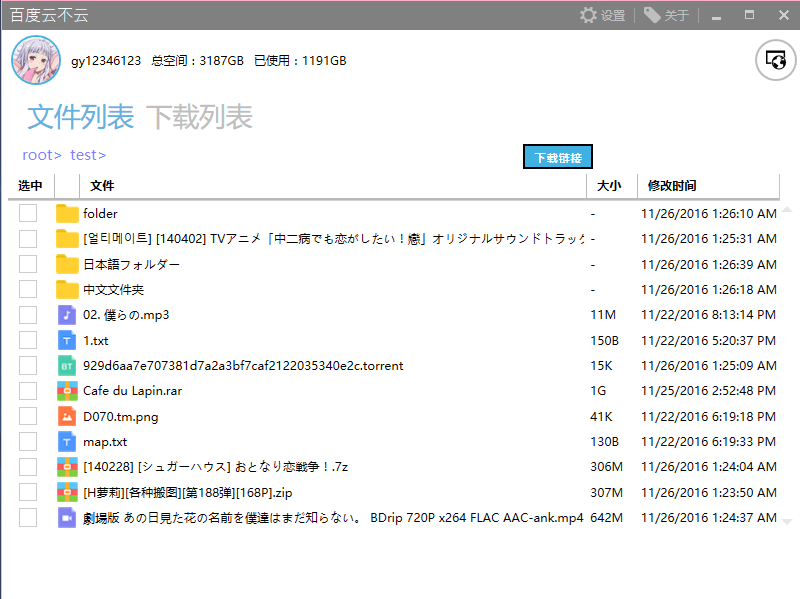 百度云不云 设置 关于
gy12346123 总空间：3187GB 已使用：1191GB
文件列表 下载列表
root> test> 下载链接
选中 文件 大小 修改时间
folder - 11/26/2016 1:26:10 AM
[얼티메이트] [140402] TVアニメ「中二病でも恋がしたい！戀」オリジナルサウンドトラック - 11/26/2016 1:25:31 AM
日本語フォルダー - 11/26/2016 1:26:39 AM
中文文件夹 - 11/26/2016 1:26:18 AM
02. 僕らの.mp3 11M 11/22/2016 8:13:14 PM
1.txt 150B 11/22/2016 5:20:37 PM
929d6aa7e707381d7a2a3bf7caf2122035340e2c.torrent 15K 11/26/2016 1:25:09 AM
Cafe du Lapin.rar 1G 11/25/2016 2:52:48 PM
D070.tm.png 41K 11/22/2016 6:19:18 PM
map.txt 130B 11/22/2016 6:19:33 PM
[140228] [シュガーハウス] おとなり恋戦争！.7z 306M 11/26/2016 1:24:04 AM
[H萝莉][各种搬图][第188弹][168P].zip 307M 11/26/2016 1:23:50 AM
劇場版 あの日見た花の名前を僕達はまだ知らない。 BDrip 720P x264 FLAC AAC-ank.mp4 642M 11/26/2016 1:24:37 AM